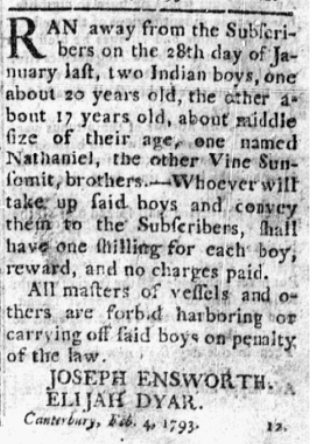 RAN away from the Subſcri-
bers on the 28th day of Ja-
nuary laſt, two Indian boys, one
about 20 years old, the other a-
bout 17 years old, about middle
ſize of their age, one named
Nathaniel, the other Vine Sun-
ſomit, brothers.—Whoever will
take up ſaid boys and convey
them to the Subſcribers, ſhall
have one ſhilling for each boy,
reward, and no charges paid.
All maſters of veſſels and o-
thers are forbid harboring or
carrying off ſaid boys on penalty
of the law.
JOSEPH ENSWORTH.
ELIJAH DYAR.
Canterbury, Feb. 4, 1793. 12.